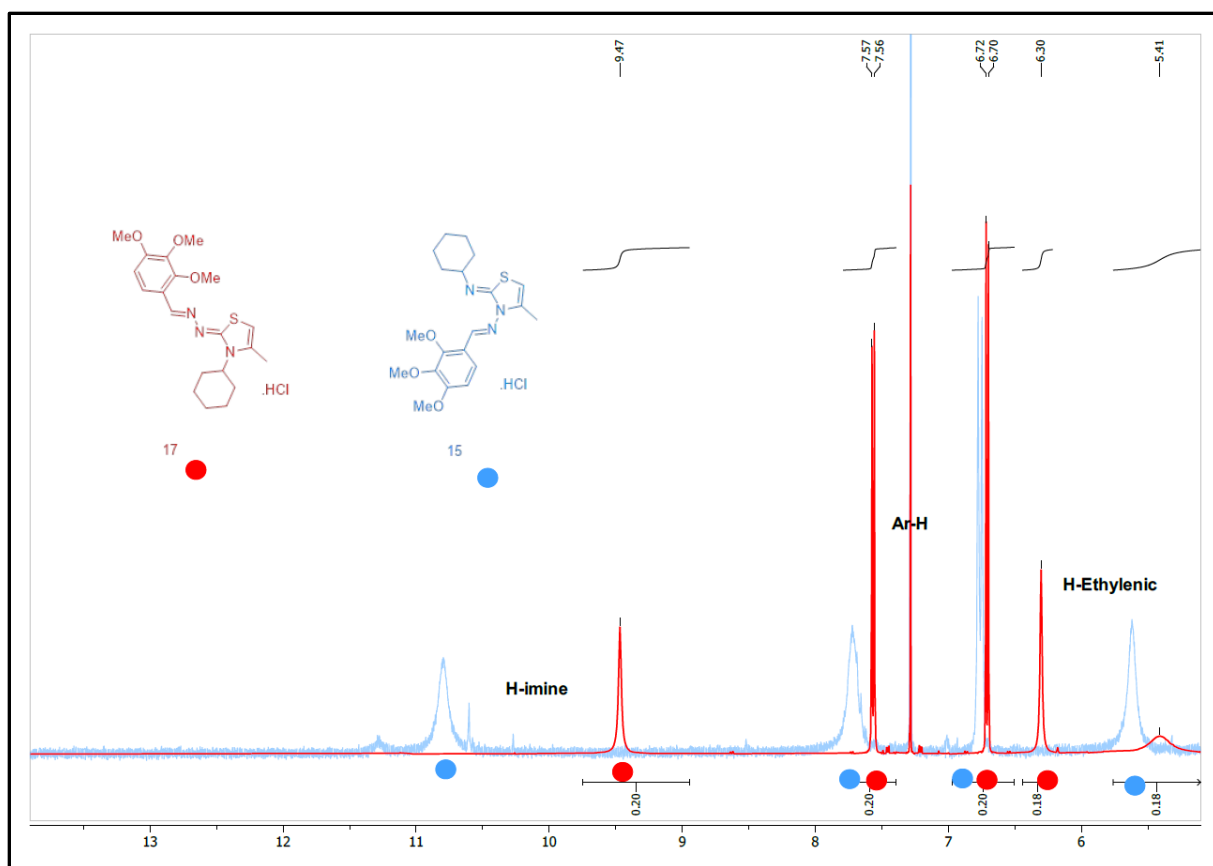 9.47
7.57
7.56
6.72
6.70
6.30
5.41
MeO
OMe
OMe
N
N
S
N
.HCl
17
S
N
N
N
MeO
MeO
MeO
.HCl
15
Ar-H
H-Ethylenic
H-imine
0.20
0.20
0.20
0.18
0.18
13
12
11
10
9
8
7
6